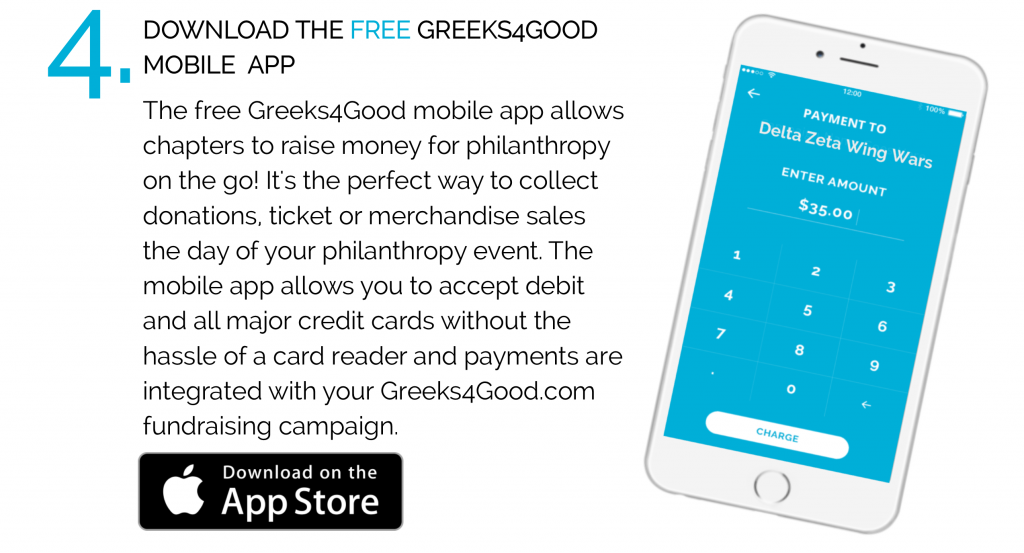 4.
DOWNLOAD THE FREE GREEKS4GOOD
MOBILE APP
The free Greeks4Good mobile app allows
chapters to raise money for philanthropy
on the go! It's the perfect way to collect
donations, ticket or merchandise sales
the day of your philanthropy event. The
mobile app allows you to accept debit
and all major credit cards without the
hassle of a card reader and payments are
integrated with your Greeks4Good.com
fundraising campaign.
Download on the
App Store
12:00
100%
PAYMENT TO
Delta Zeta Wing Wars
ENTER AMOUNT
$35.00
1 2 3
4 5 6
7 8 9
. 0 ←
CHARGE